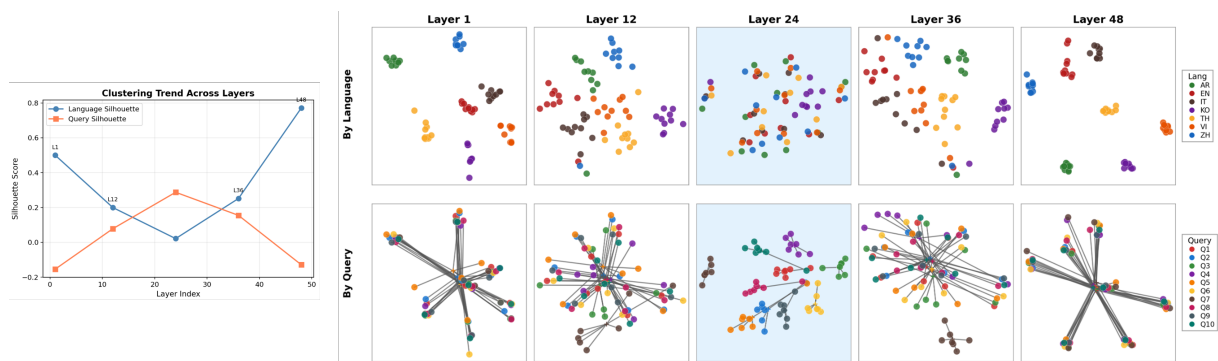 Clustering Trend Across Layers
Language Silhouette
Query Silhouette
L1
L12
L36
L48
0.8
0.6
0.4
0.2
0.0
−0.2
0
10
20
30
40
50
Silhouette Score
Layer Index
Layer 1
Layer 12
Layer 24
Layer 36
Layer 48
By Language
Lang
AR
EN
IT
KO
TH
VI
ZH
By Query
Query
Q1
Q2
Q3
Q4
Q5
Q6
Q7
Q8
Q9
Q10